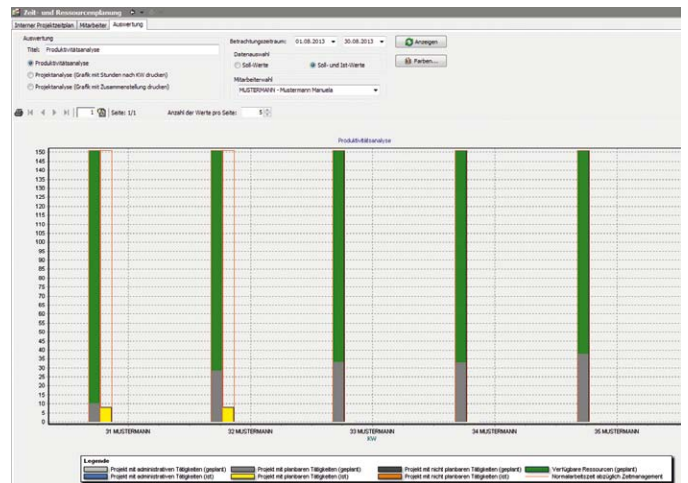 Zeit- und Ressourcenplanung
Interner Projektzeitplan Mitarbeiter Auswertung
Auswertung
Titel: Produktivitätsanalyse
Produktivitätsanalyse
Projektanalyse (Grafik mit Stunden nach KW drucken)
Projektanalyse (Grafik mit Zusammenstellung drucken)
Betrachtungszeitraum: 01.08.2013 - 30.08.2013
Datenauswahl
Soll-Werte Soll- und Ist-Werte
Mitarbeiterwahl
MUSTERMANN - Mustermann Manuela
Anzeigen
Farben...
1 Seite: 1/1 Anzahl der Werte pro Seite: 5
Produktivitätsanalyse
150
145
140
135
130
125
120
115
110
105
100
95
90
85
80
75
70
65
60
55
50
45
40
35
30
25
20
15
10
5
0
31 MUSTERMANN 32 MUSTERMANN 33 MUSTERMANN 34 MUSTERMANN 35 MUSTERMANN
KW
Legende
Projekt mit administrativen Tätigkeiten (geplant) Projekt mit planbaren Tätigkeiten (geplant) Projekt mit nicht planbaren Tätigkeiten (geplant) Verfügbare Ressourcen (geplant)
Projekt mit administrativen Tätigkeiten (ist) Projekt mit planbaren Tätigkeiten (ist) Projekt mit nicht planbaren Tätigkeiten (ist) Normalarbeitszeit abzüglich Zeitmanagement